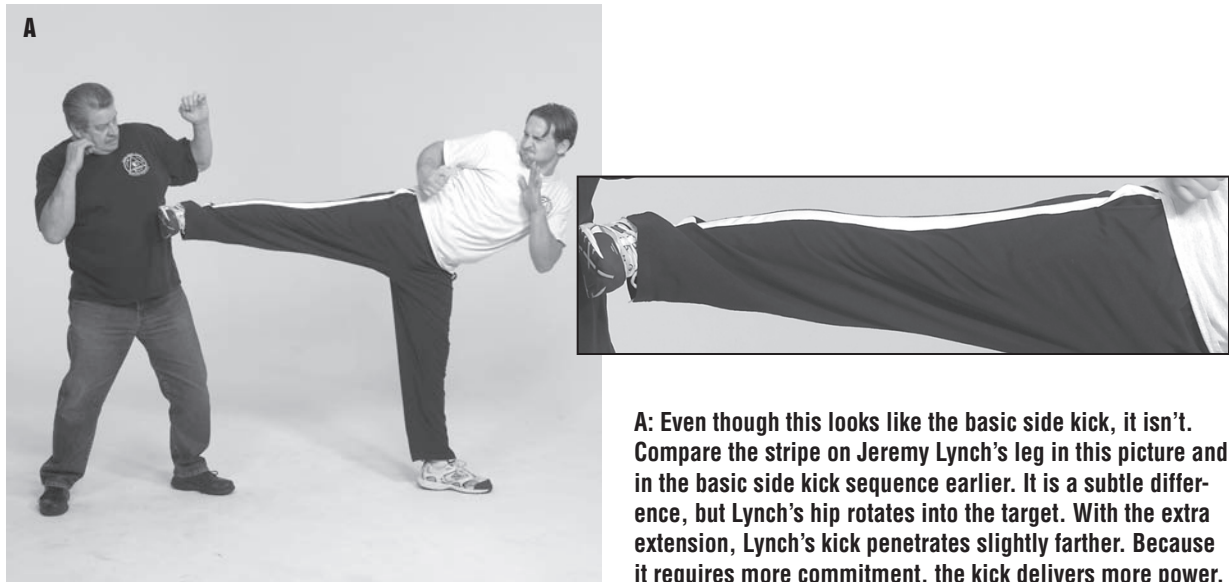 A
A: Even though this looks like the basic side kick, it isn’t.
Compare the stripe on Jeremy Lynch’s leg in this picture and
in the basic side kick sequence earlier. It is a subtle differ-
ence, but Lynch’s hip rotates into the target. With the extra
extension, Lynch’s kick penetrates slightly farther. Because
it requires more commitment, the kick delivers more power.